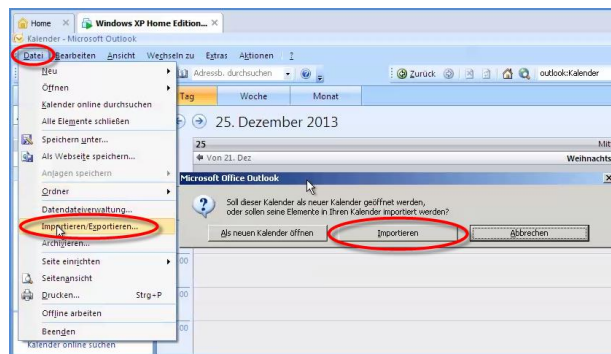 Home
Windows XP Home Edition...
Kalender - Microsoft Outlook
Datei Bearbeiten Ansicht Wechseln zu Extras Aktionen ?
Neu
Adressb. durchsuchen
Zurück
outlook:Kalender
Öffnen
Kalender online durchsuchen
Tag Woche Monat
Alle Elemente schließen
25. Dezember 2013
Speichern unter...
25
Mit
Als Webseite speichern...
Von 21. Dez
Weihnachts
Anlagen speichern
Microsoft Office Outlook
Ordner
Soll dieser Kalender als neuer Kalender geöffnet werden,
oder sollen seine Elemente in Ihren Kalender importiert werden?
Datendateiverwaltung...
Importieren/Exportieren...
Als neuen Kalender öffnen
Importieren
Abbrechen
Archivieren...
Seite einrichten
00
Seitenansicht
Drucken... Strg+P
00
Offline arbeiten
Beenden
00
Kalender online suchen